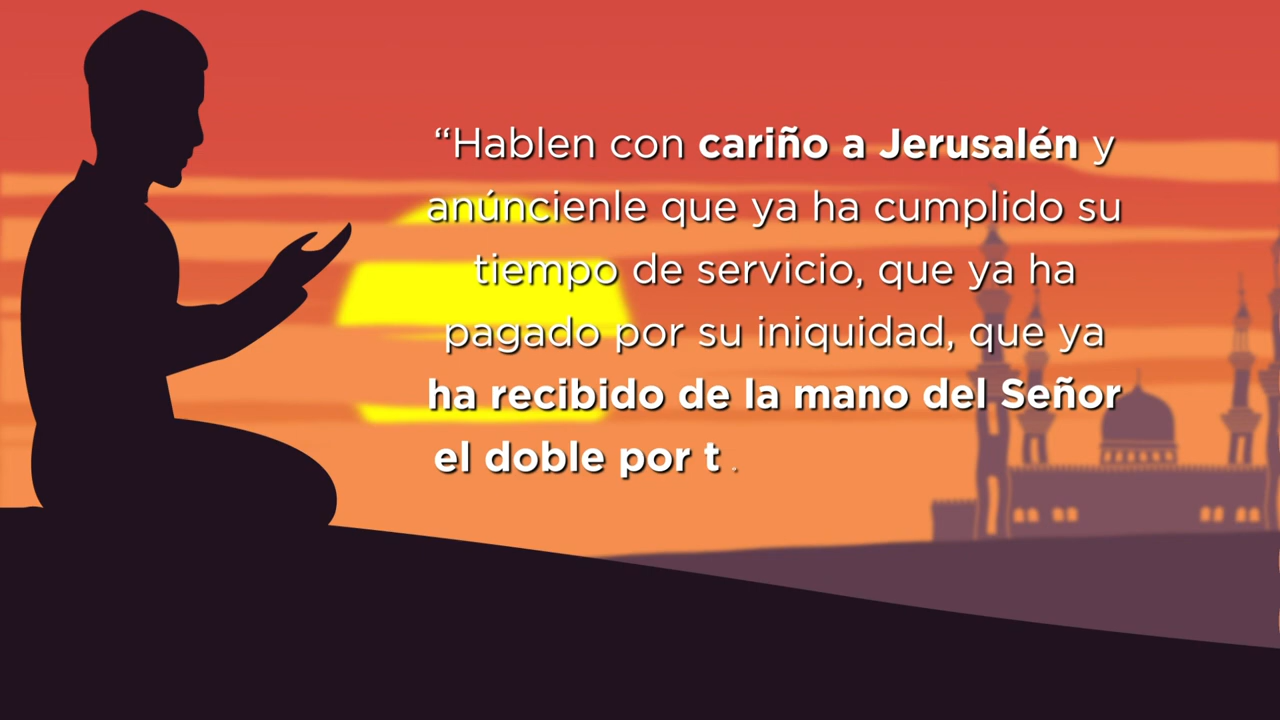 “Hablen con cariño a Jerusalén y
anúncienle que ya ha cumplido su
tiempo de servicio, que ya ha
pagado por su iniquidad, que ya
ha recibido de la mano del Señor
el doble por t .